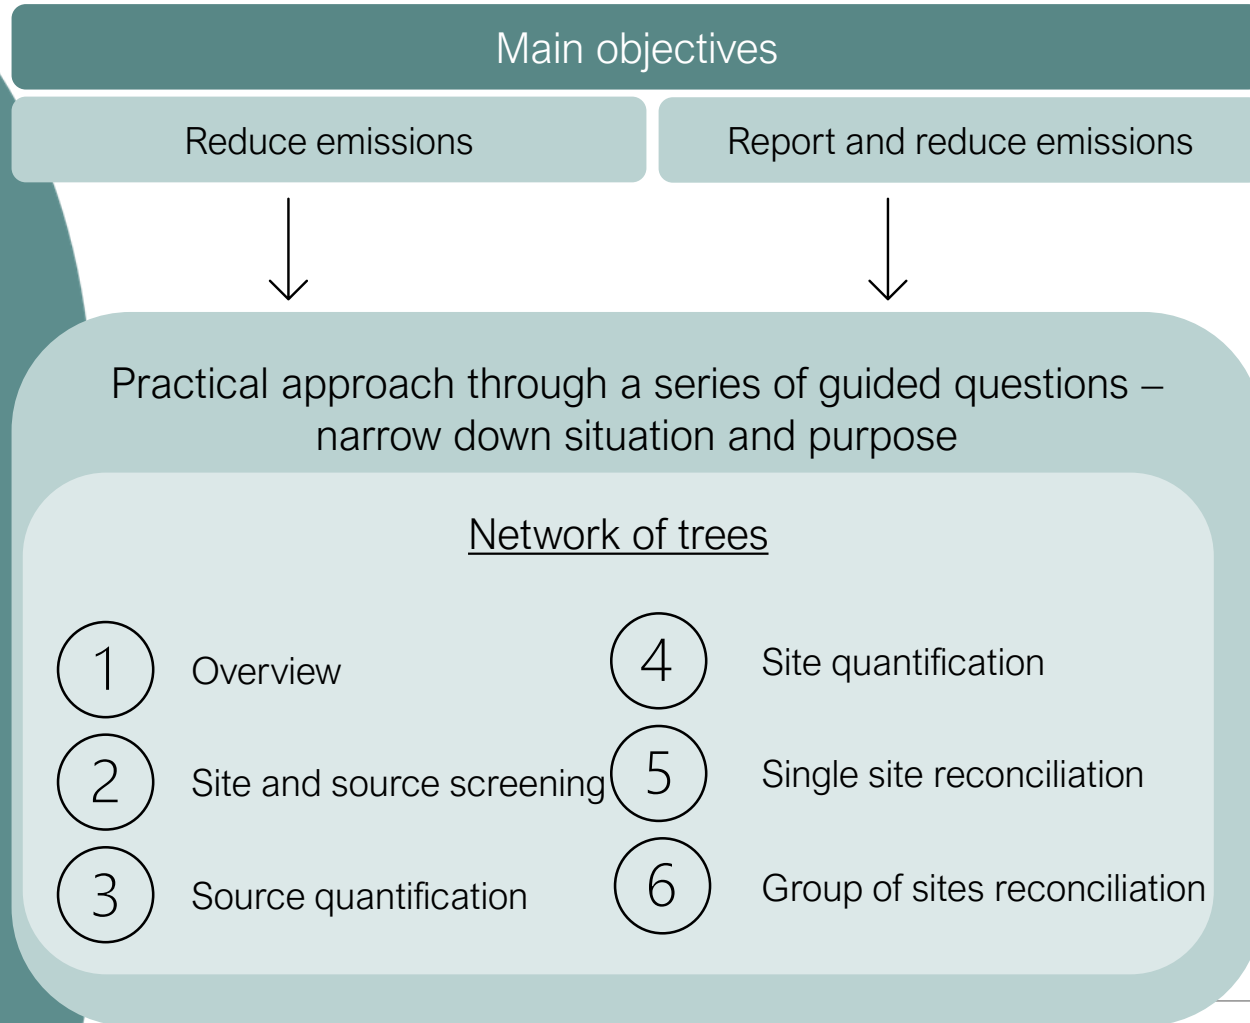 Main objectives
Reduce emissions
Report and reduce emissions
Practical approach through a series of guided questions –
narrow down situation and purpose
Network of trees
1 Overview
2 Site and source screening
3 Source quantification
4 Site quantification
5 Single site reconciliation
6 Group of sites reconciliation